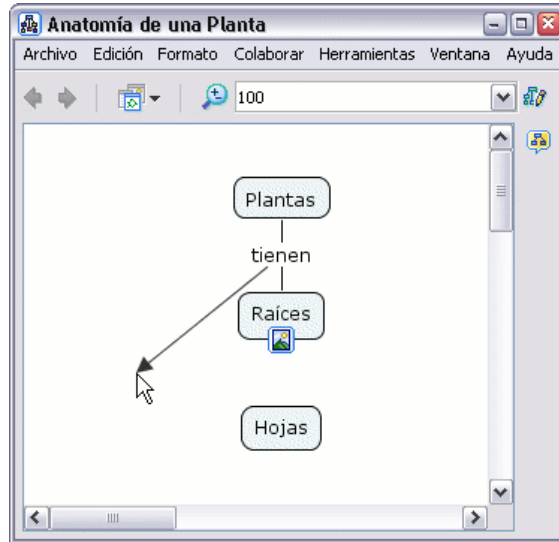 Anatomía de una Planta
Archivo Edición Formato Colaborar Herramientas Ventana Ayuda
100
Plantas
tienen
Raíces
Hojas